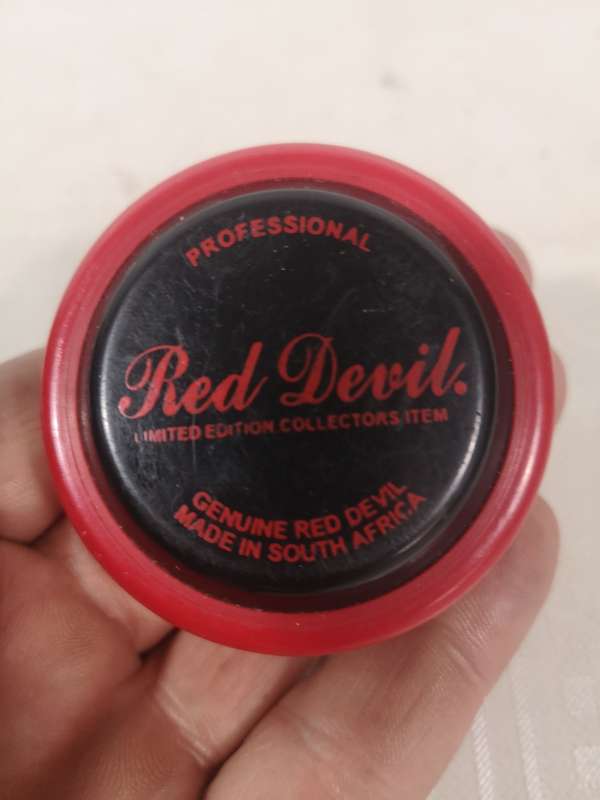 PROFESSIONAL
Red Devil.
LIMITED EDITION COLLECTORS ITEM
GENUINE RED DEVIL
MADE IN SOUTH AFRICA